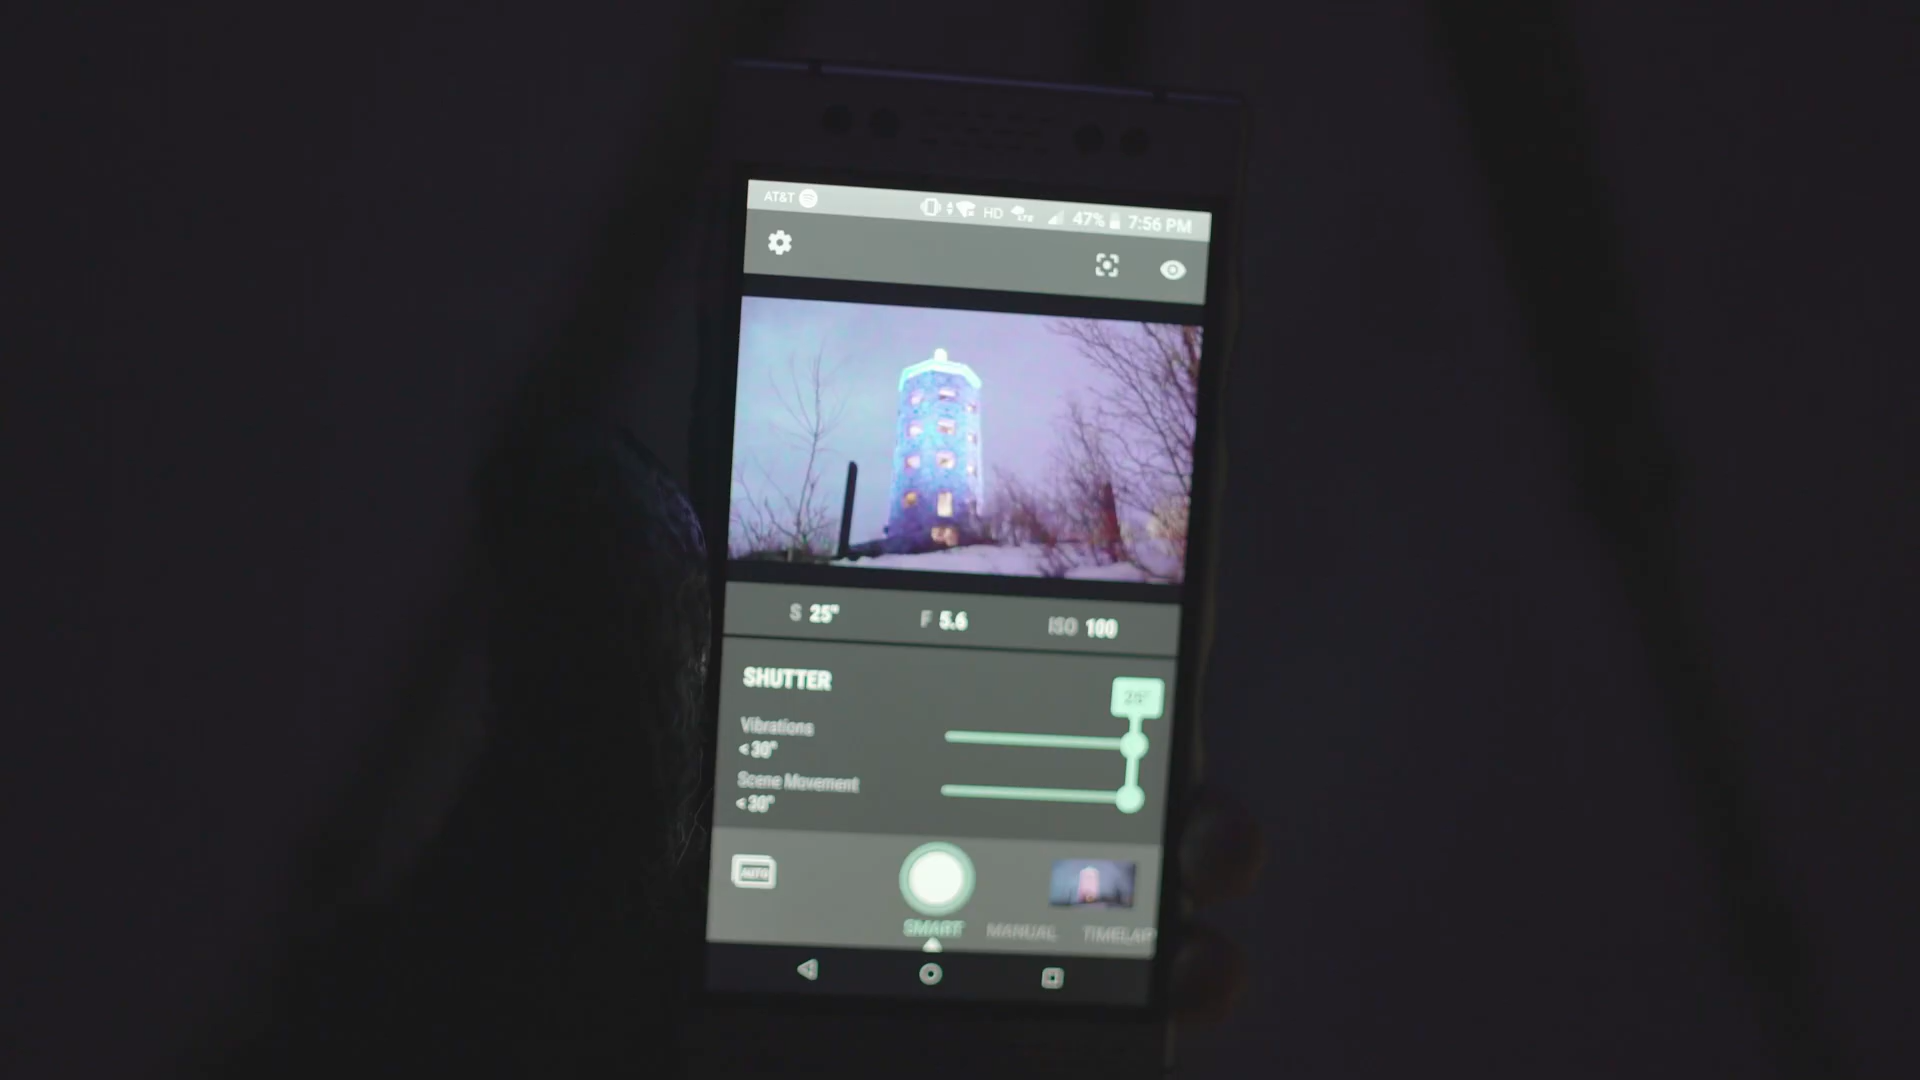 AT&T HD LTE 47% 7:56 PM
S 25" F 5.6 ISO 100
SHUTTER
25"
Vibrations
< 30"
Scene Movement
< 30"
AUTO
SMART MANUAL TIMELAP